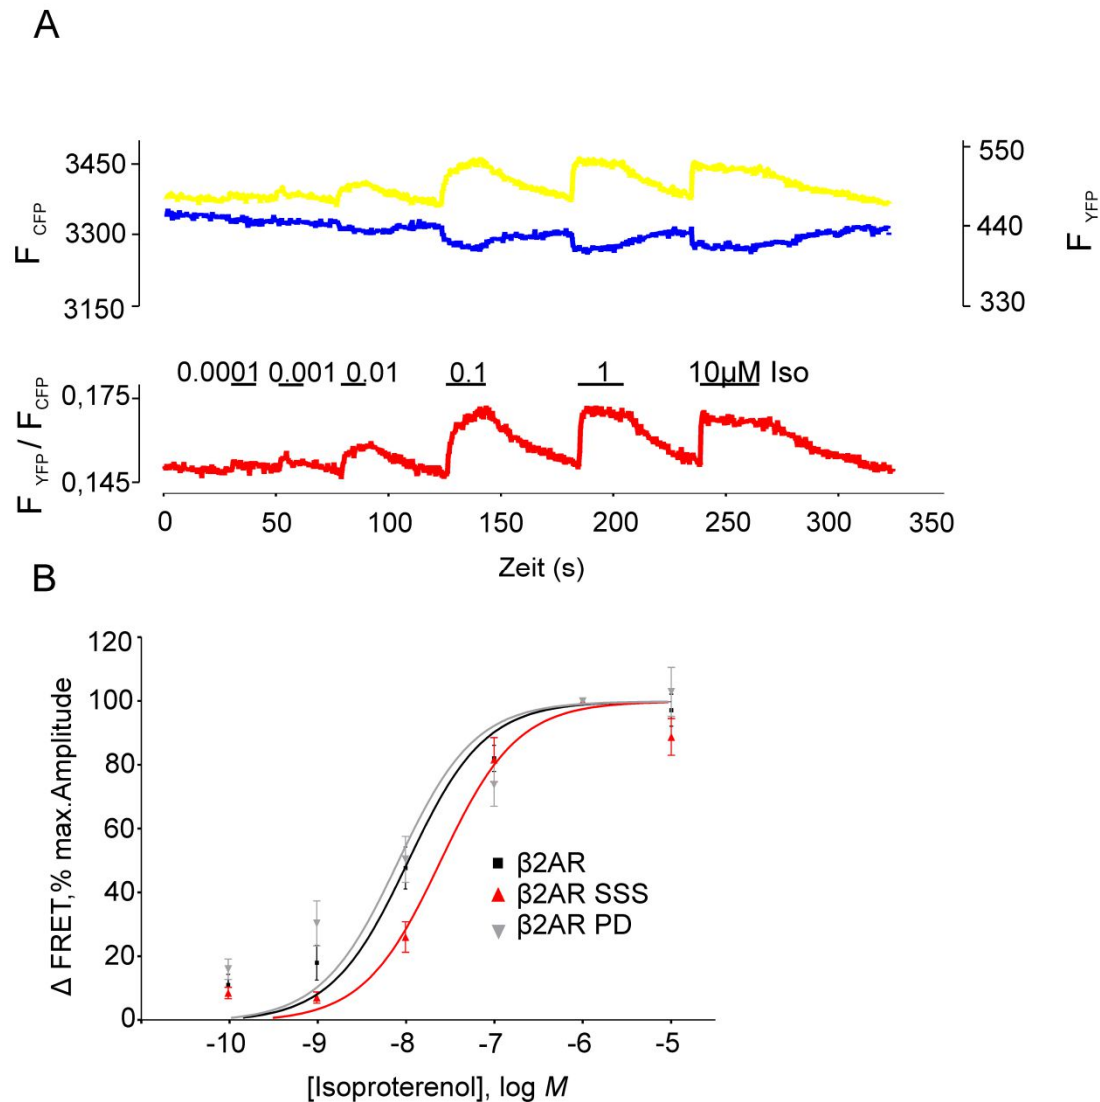 A
3450
3300
3150
F CFP
550
440
330
F YFP
0.0001 0.001 0.01 0.1 1 10µM Iso
0,175
0,145
F YFP / F CFP
0 50 100 150 200 250 300 350
Zeit (s)
B
120
100
80
60
40
20
0
Δ FRET,% max.Amplitude
β2AR
β2AR SSS
β2AR PD
-10 -9 -8 -7 -6 -5
[Isoproterenol], log M